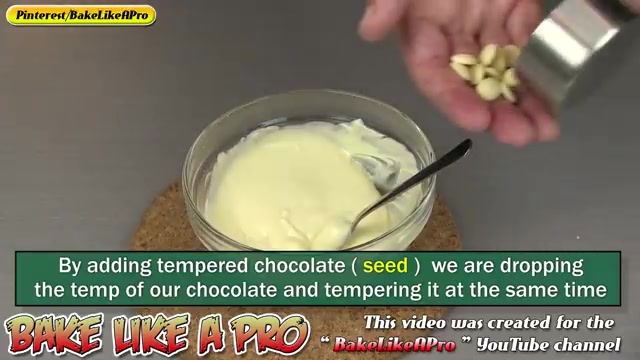 Pinterest/BakeLikeAPro
By adding tempered chocolate ( seed ) we are dropping
the temp of our chocolate and tempering it at the same time
BAKE LIKE A PRO
This video was created for the
“ BakeLikeAPro ” YouTube channel